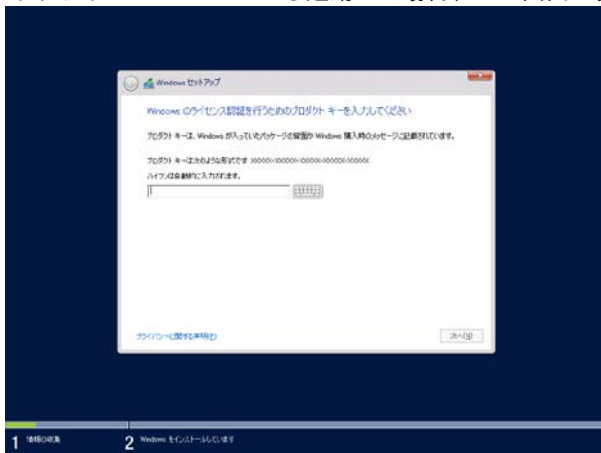 Windows セットアップ
Windows のライセンス認証を行うためのプロダクト キーを入力してください
プロダクト キーは、Windows が入っていたパッケージの背面か Windows 購入時のメッセージに記載されています。
プロダクト キーは次のような形式です XXXXX-XXXXX-XXXXX-XXXXX-XXXXX
ハイフンは自動的に入力されます。
プライバシーに関する声明(P)
次へ(N)
1 情報の収集
2 Windows をインストールしています